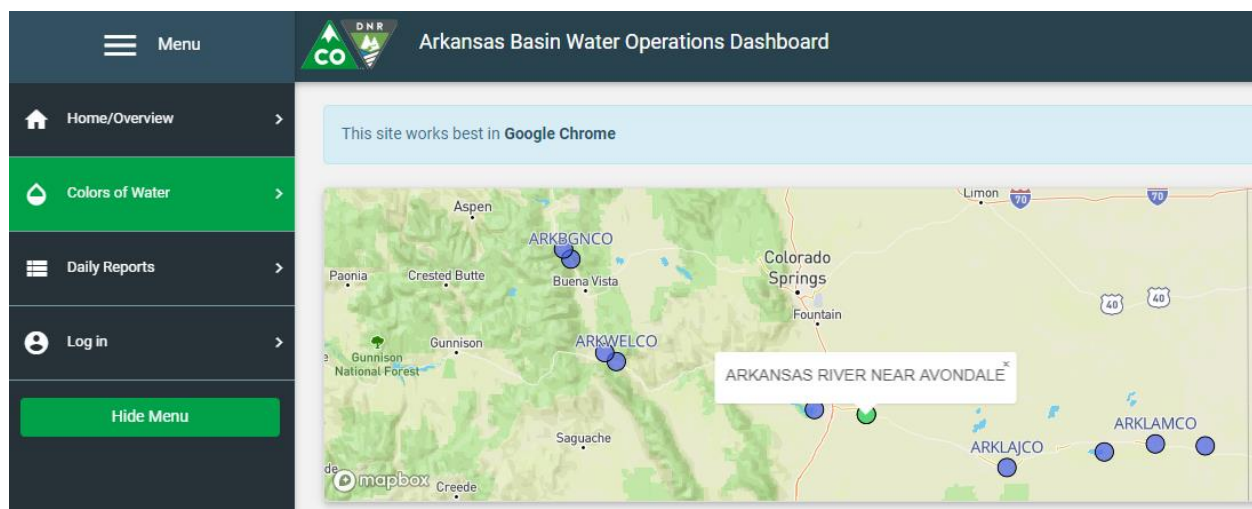 Menu
DNR
CO
Arkansas Basin Water Operations Dashboard
Home/Overview
Colors of Water
Daily Reports
Log in
Hide Menu
This site works best in Google Chrome
Limon
70
70
Aspen
ARKBGNCO
Colorado
Springs
Paonia
Crested Butte
Buena Vista
40
40
Fountain
Gunnison
ARKWELCO
Gunnison
National Forest
ARKANSAS RIVER NEAR AVONDALE
×
ARKLAMCO
Saguache
ARKLAJCO
de
mapbox
Creede